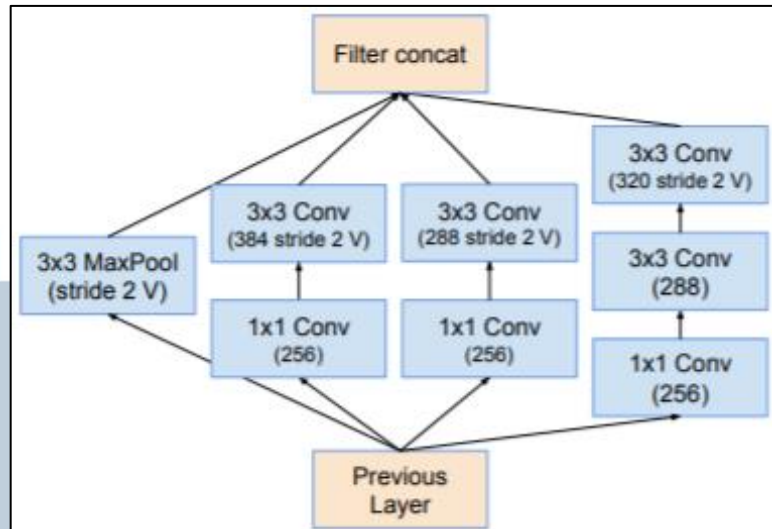 Filter concat
3x3 Conv
(320 stride 2 V)
3x3 Conv
(384 stride 2 V)
3x3 Conv
(288 stride 2 V)
3x3 MaxPool
(stride 2 V)
3x3 Conv
(288)
1x1 Conv
(256)
1x1 Conv
(256)
1x1 Conv
(256)
Previous
Layer